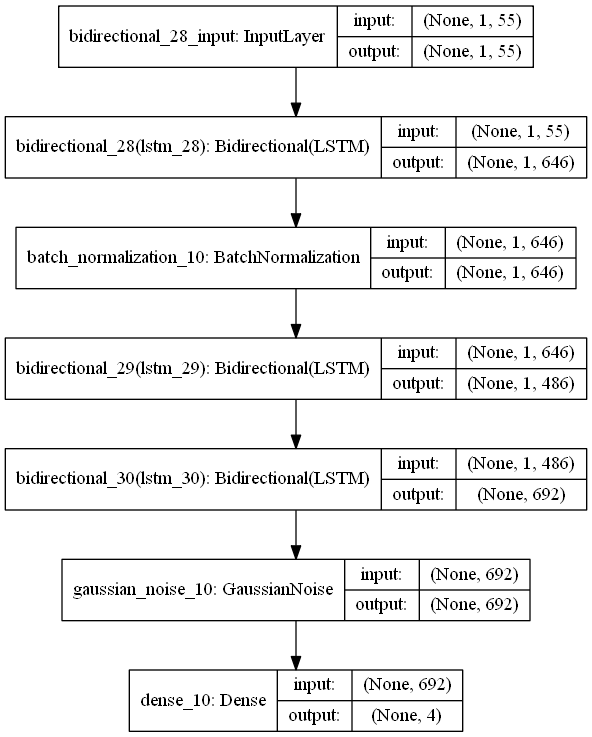 bidirectional_28_input: InputLayer
input: (None, 1, 55)
output: (None, 1, 55)
bidirectional_28(lstm_28): Bidirectional(LSTM)
input: (None, 1, 55)
output: (None, 1, 646)
batch_normalization_10: BatchNormalization
input: (None, 1, 646)
output: (None, 1, 646)
bidirectional_29(lstm_29): Bidirectional(LSTM)
input: (None, 1, 646)
output: (None, 1, 486)
bidirectional_30(lstm_30): Bidirectional(LSTM)
input: (None, 1, 486)
output: (None, 692)
gaussian_noise_10: GaussianNoise
input: (None, 692)
output: (None, 692)
dense_10: Dense
input: (None, 692)
output: (None, 4)